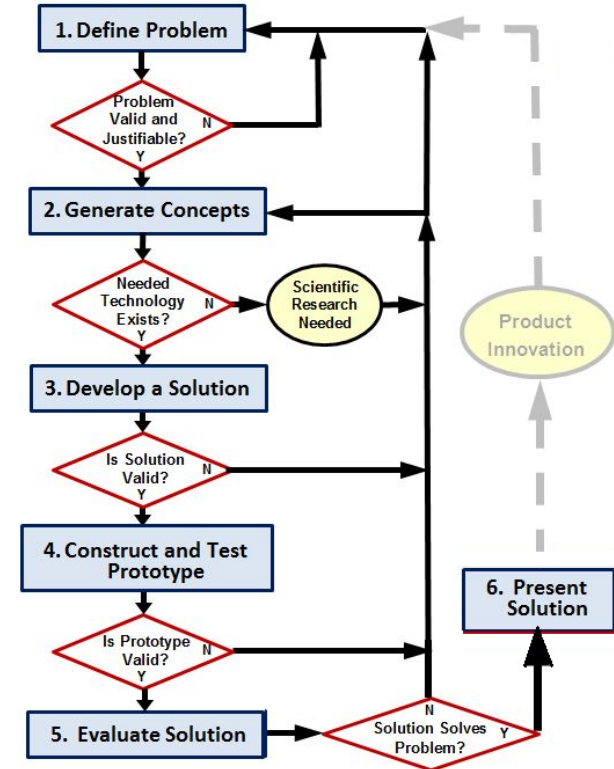 1. Define Problem
Problem
Valid and
Justifiable?
N
Y
2. Generate Concepts
Needed
Technology
Exists?
N
Y
Scientific
Research
Needed
Product
Innovation
3. Develop a Solution
Is Solution
Valid?
N
Y
4. Construct and Test
Prototype
6. Present
Solution
Is Prototype
Valid?
N
Y
5. Evaluate Solution
N
Solution Solves
Problem?
Y